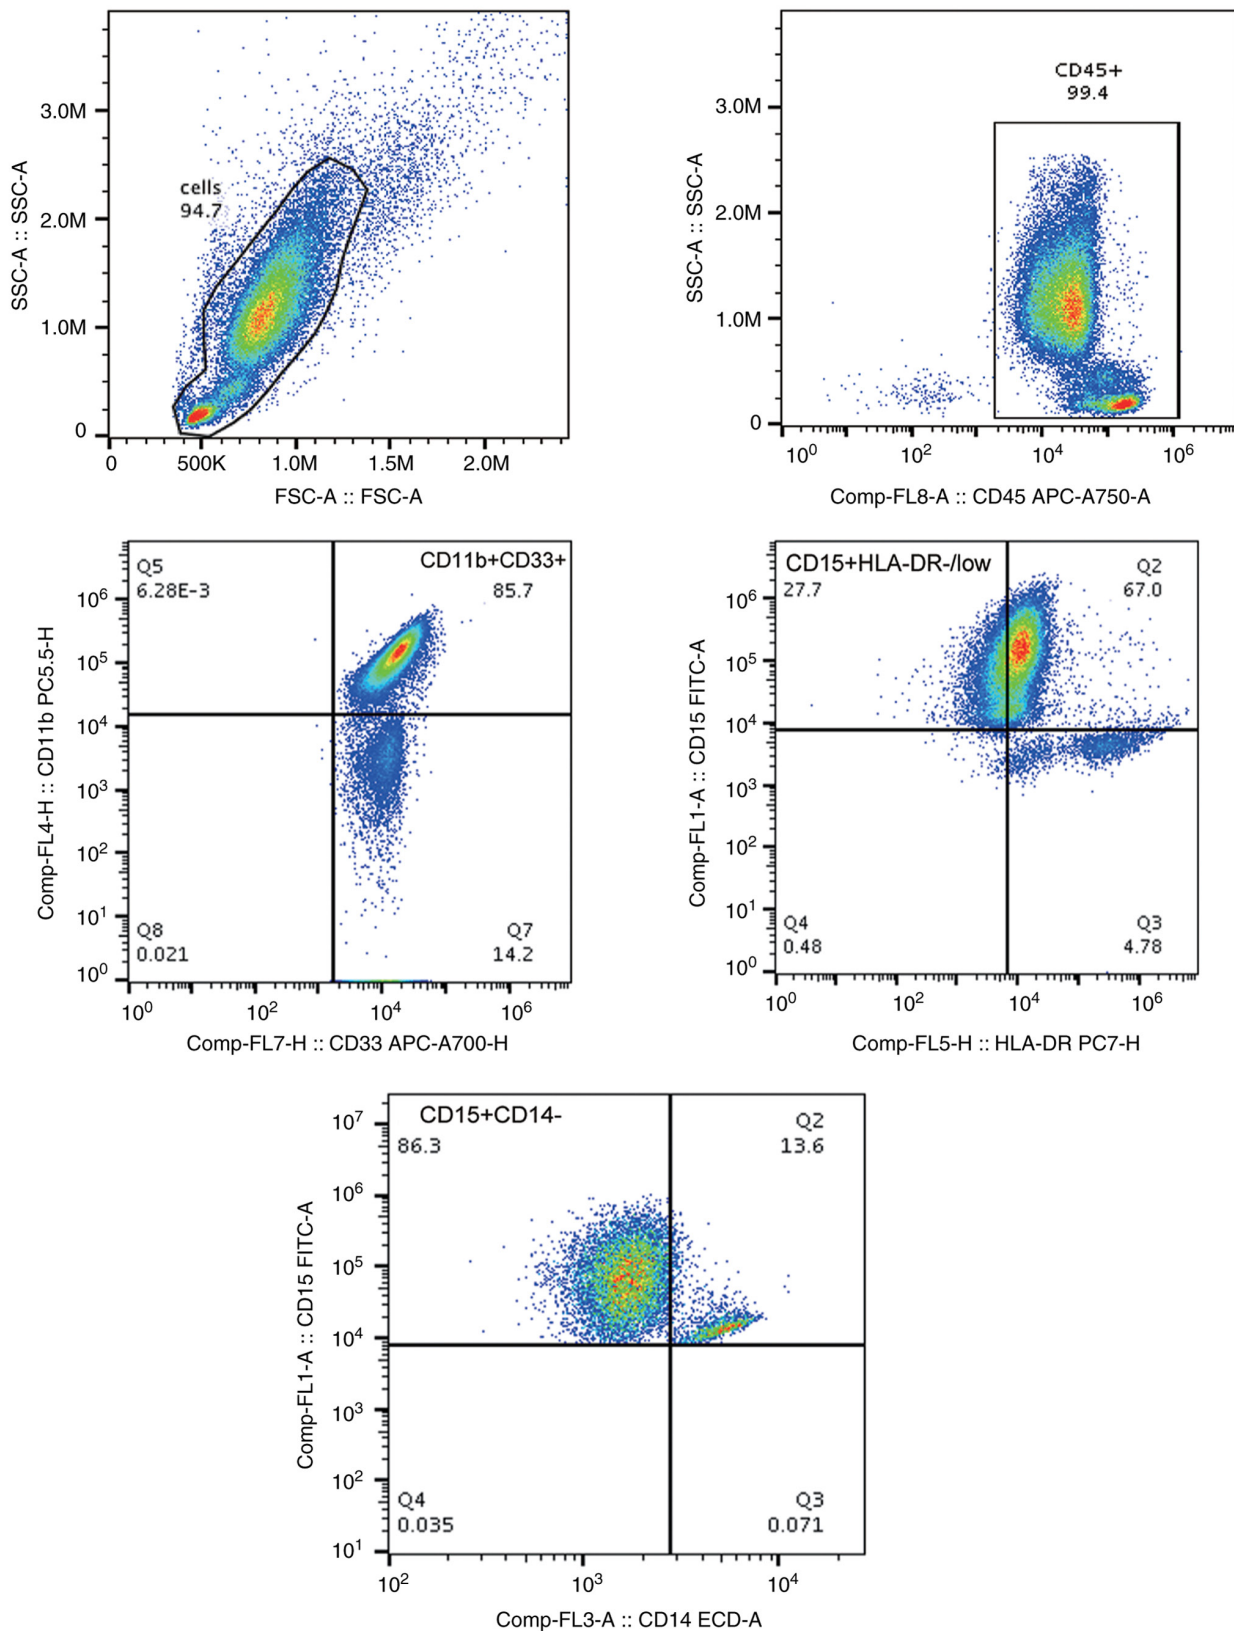 cells
94.7
SSC-A :: SSC-A
3.0M
2.0M
1.0M
0
0 500K 1.0M 1.5M 2.0M
FSC-A :: FSC-A
CD45+
99.4
SSC-A :: SSC-A
3.0M
2.0M
1.0M
0
10^0 10^2 10^4 10^6
Comp-FL8-A :: CD45 APC-A750-A
Q5
6.28E-3
CD11b+CD33+
85.7
Q8
0.021
Q7
14.2
Comp-FL4-H :: CD11b PC5.5-H
10^6
10^5
10^4
10^3
10^2
10^1
10^0
10^0 10^2 10^4 10^6
Comp-FL7-H :: CD33 APC-A700-H
CD15+HLA-DR-/low
27.7
Q2
67.0
Q4
0.48
Q3
4.78
Comp-FL1-A :: CD15 FITC-A
10^6
10^5
10^4
10^3
10^2
10^1
10^0
10^0 10^2 10^4 10^6
Comp-FL5-H :: HLA-DR PC7-H
CD15+CD14-
86.3
Q2
13.6
Q4
0.035
Q3
0.071
Comp-FL1-A :: CD15 FITC-A
10^7
10^6
10^5
10^4
10^3
10^2
10^1
10^2 10^3 10^4
Comp-FL3-A :: CD14 ECD-A